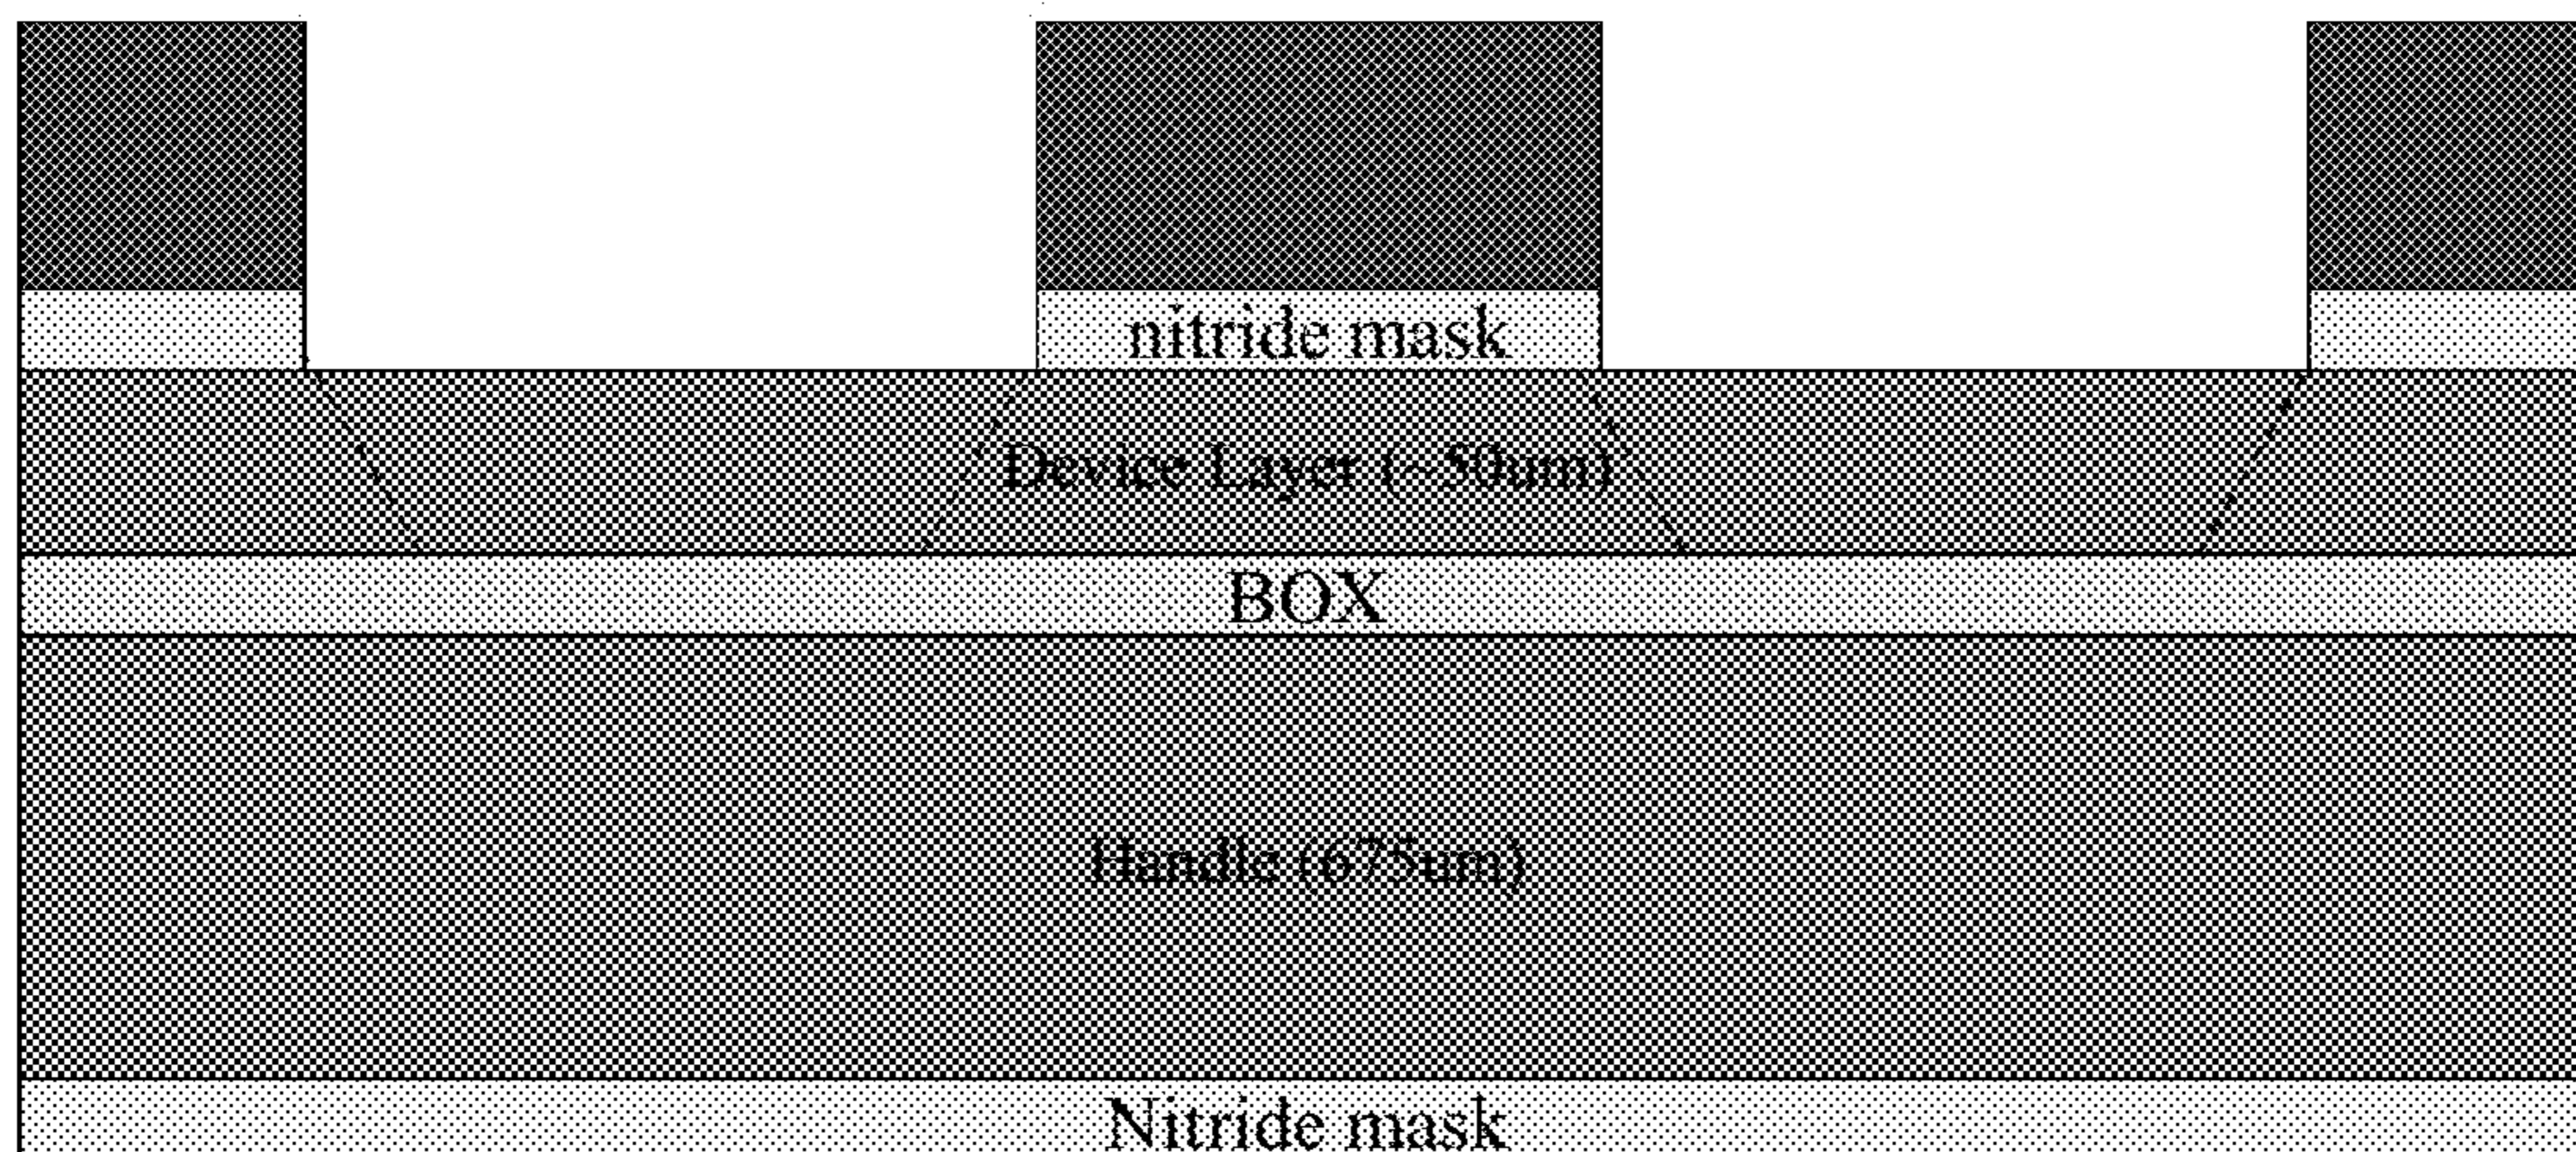 nitride mask
Device Layer (~50um)
BOX
Handle (675um)
Nitride mask